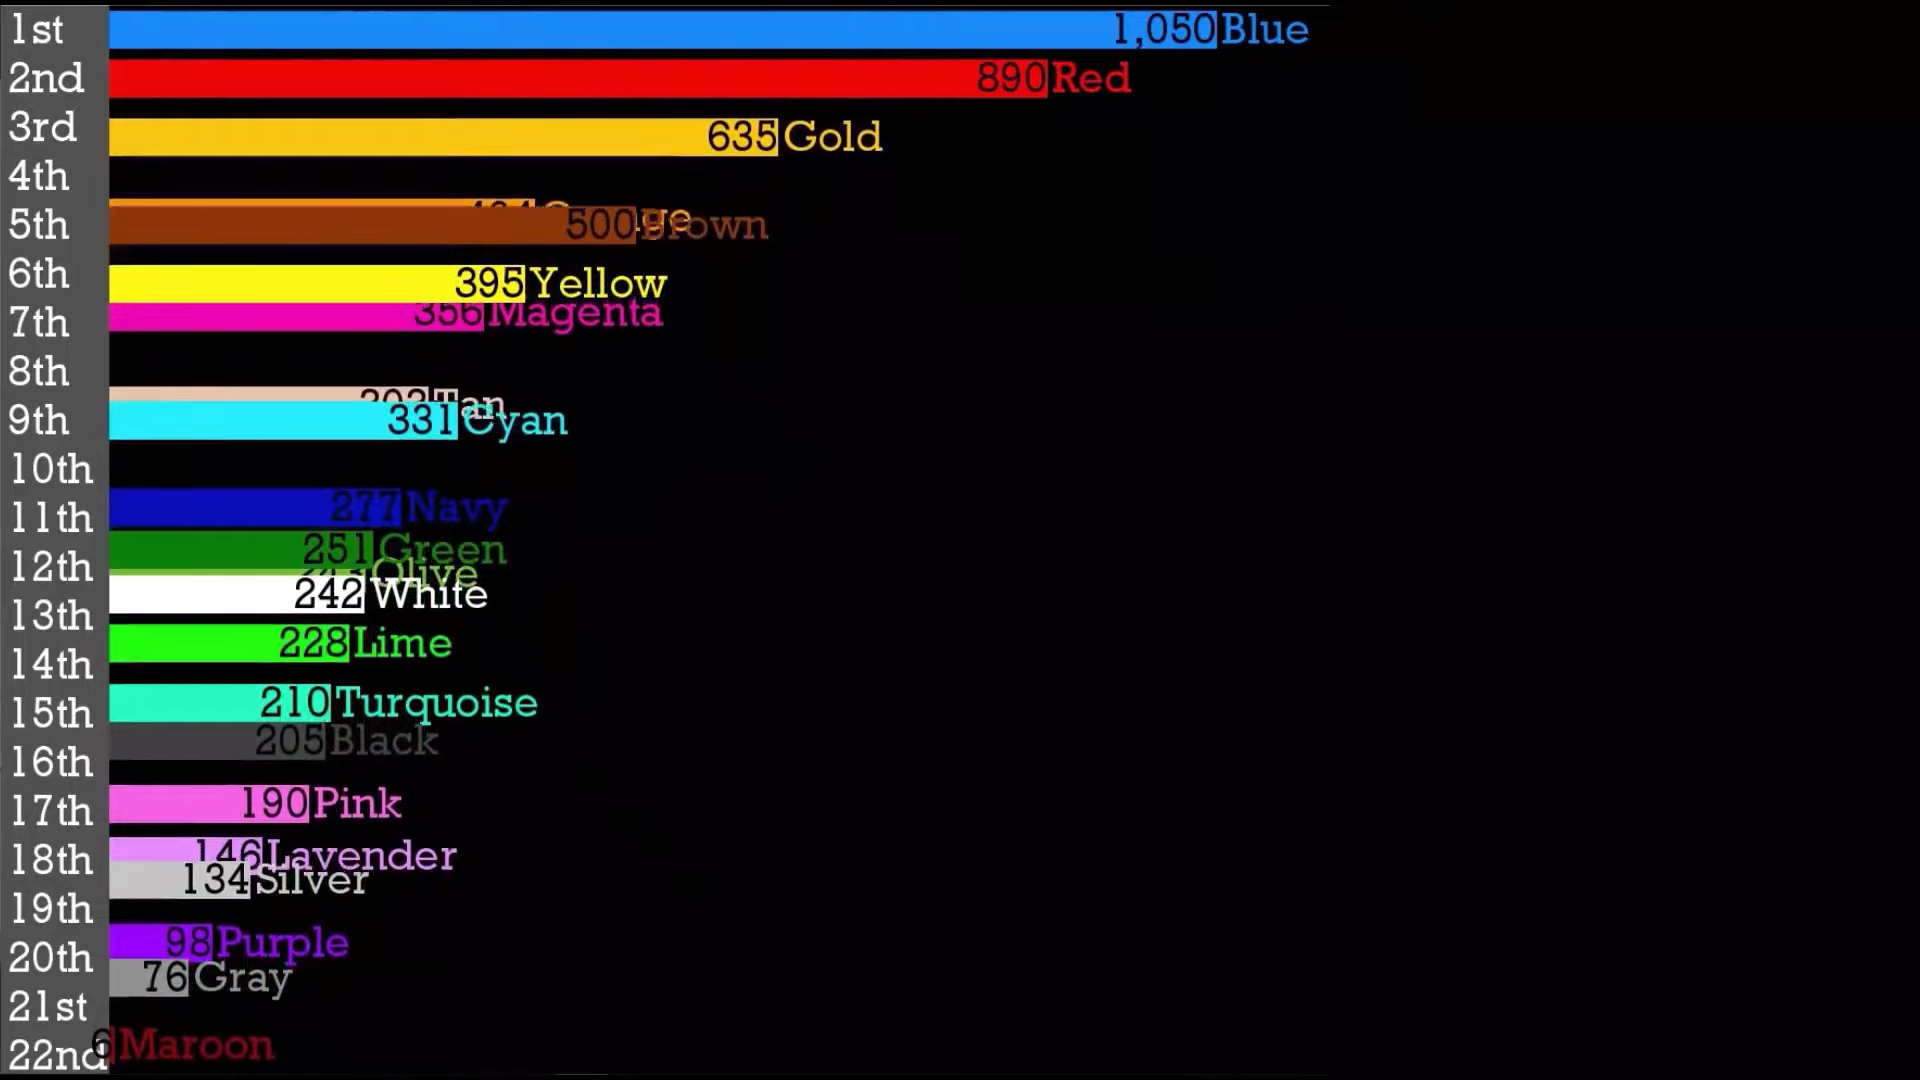 1st 1,050 Blue
2nd 890 Red
3rd 635 Gold
4th
5th 500 Brown
6th 395 Yellow
7th 356 Magenta
8th
Tan
9th 331 Cyan
10th
11th 277 Navy
12th 251 Green
Olive
13th 242 White
14th 228 Lime
15th 210 Turquoise
16th 205 Black
17th 190 Pink
18th 146 Lavender
134 Silver
19th
20th 98 Purple
76 Gray
21st
22nd 6 Maroon